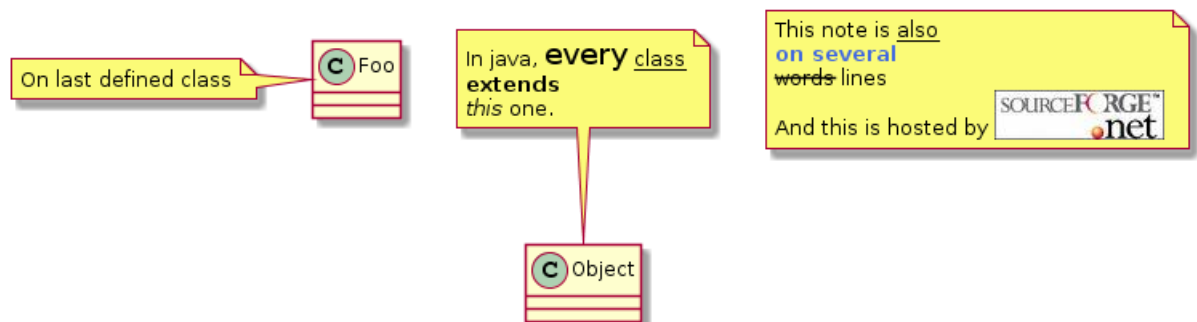 On last defined class
C Foo
In java, every class
extends
this one.
C Object
This note is also
on several
words lines
And this is hosted by SOURCEFORGE™
.net